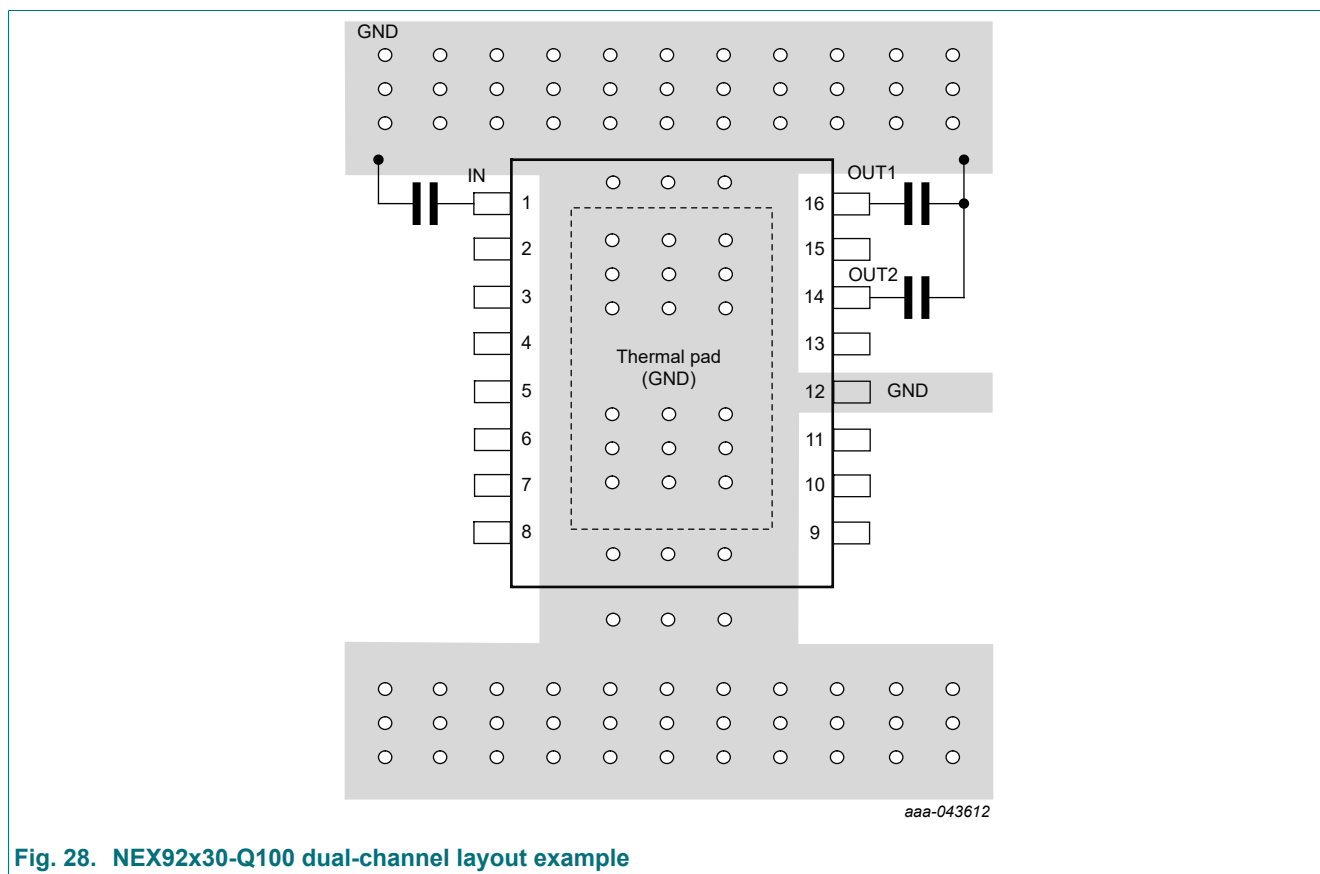 GND
IN
OUT1
1
16
2
15
OUT2
3
14
4
13
Thermal pad
(GND)
5
12
GND
6
11
7
10
8
9
aaa-043612
Fig. 28. NEX92x30-Q100 dual-channel layout example